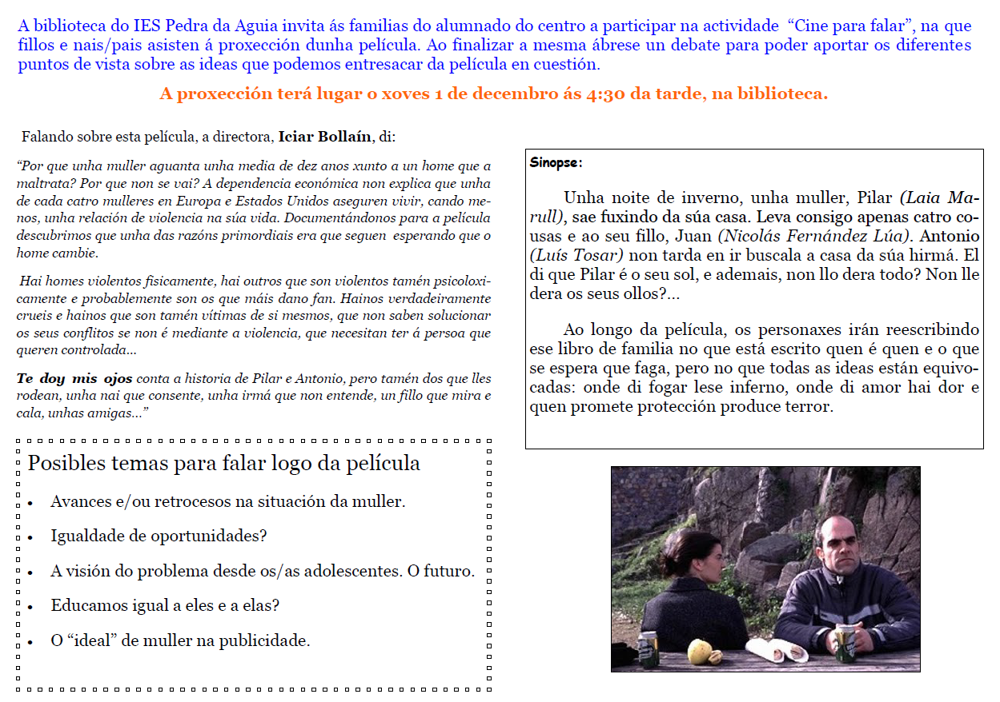 A biblioteca do IES Pedra da Aguia invita ás familias do alumnado do centro a participar na actividade “Cine para falar”, na que
fillos e nais/pais asisten á proxección dunha película. Ao finalizar a mesma ábrese un debate para poder aportar os diferentes
puntos de vista sobre as ideas que podemos entresacar da película en cuestión.
A proxección terá lugar o xoves 1 de decembro ás 4:30 da tarde, na biblioteca.
Falando sobre esta película, a directora, Iciar Bollaín, di:
“Por que unha muller aguanta unha media de dez anos xunto a un home que a
maltrata? Por que non se vai? A dependencia económica non explica que unha
de cada catro mulleres en Europa e Estados Unidos aseguren vivir, cando me-
nos, unha relación de violencia na súa vida. Documentándonos para a película
descubrimos que unha das razóns primordiais era que seguen esperando que o
home cambie.
Hai homes violentos fisicamente, hai outros que son violentos tamén psicoloxi-
camente e probablemente son os que máis dano fan. Hainos verdadeiramente
crueis e hainos que son tamén vítimas de si mesmos, que non saben solucionar
os seus conflitos se non é mediante a violencia, que necesitan ter á persoa que
queren controlada...
Te doy mis ojos conta a historia de Pilar e Antonio, pero tamén dos que lles
rodean, unha nai que consente, unha irmá que non entende, un fillo que mira e
cala, unhas amigas...”
Posibles temas para falar logo da película
• Avances e/ou retrocesos na situación da muller.
• Igualdade de oportunidades?
• A visión do problema desde os/as adolescentes. O futuro.
• Educamos igual a eles e a elas?
• O “ideal” de muller na publicidade.
Sinopse:
Unha noite de inverno, unha muller, Pilar (Laia Ma-
rull), sae fuxindo da súa casa. Leva consigo apenas catro co-
usas e ao seu fillo, Juan (Nicolás Fernández Lúa). Antonio
(Luís Tosar) non tarda en ir buscala a casa da súa hirmá. El
di que Pilar é o seu sol, e ademais, non llo dera todo? Non lle
dera os seus ollos?...
Ao longo da película, os personaxes irán reescribindo
ese libro de familia no que está escrito quen é quen e o que
se espera que faga, pero no que todas as ideas están equivo-
cadas: onde di fogar lese inferno, onde di amor hai dor e
quen promete protección produce terror.